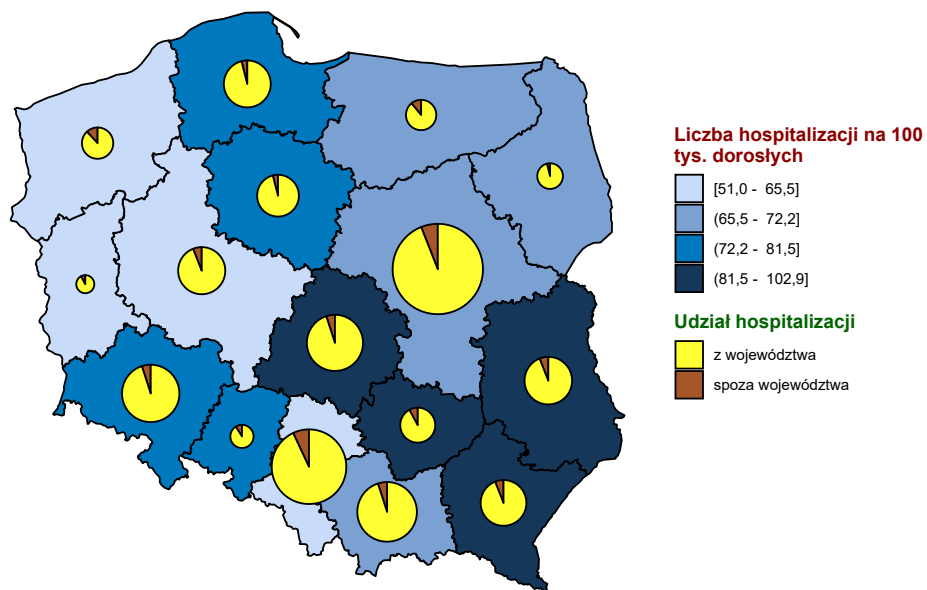 Liczba hospitalizacji na 100
tys. dorosłych
[51,0 - 65,5]
(65,5 - 72,2]
(72,2 - 81,5]
(81,5 - 102,9]
Udział hospitalizacji
z województwa
spoza województwa